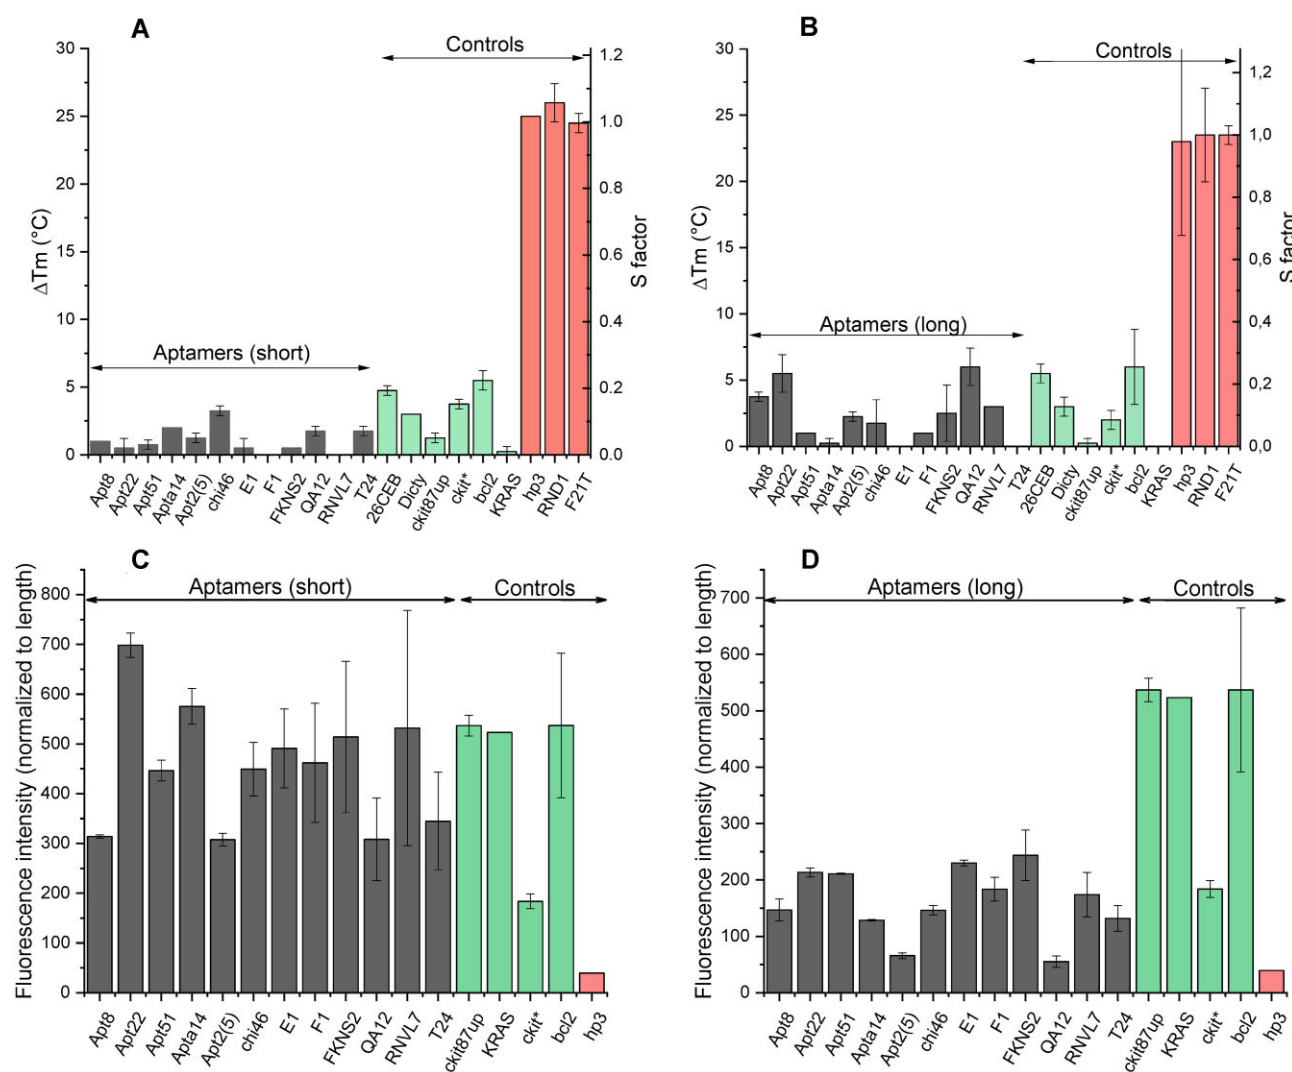 A
Controls
Aptamers (short)
ΔTm (°C)
30
25
20
15
10
5
0
1.2
1.0
0.8
0.6
0.4
0.2
0.0
S factor
Apt8
Apt22
Apt51
Apta14
Apt2(5)
chi46
E1
F1
FKNS2
QA12
RNVL7
T24
26CEB
Dicty
ckit87up
ckit*
bcl2
KRAS
hp3
RND1
F21T
B
Controls
Aptamers (long)
ΔTm (°C)
30
25
20
15
10
5
0
1,2
1,0
0,8
0,6
0,4
0,2
0,0
S factor
Apt8
Apt22
Apt51
Apta14
Apt2(5)
chi46
E1
F1
FKNS2
QA12
RNVL7
T24
26CEB
Dicty
ckit87up
ckit*
bcl2
KRAS
hp3
RND1
F21T
C
Aptamers (short)
Controls
Fluorescence intensity (normalized to length)
800
700
600
500
400
300
200
100
0
Apt8
Apt22
Apt51
Apta14
Apt2(5)
chi46
E1
F1
FKNS2
QA12
RNVL7
T24
ckit87up
KRAS
ckit*
bcl2
hp3
D
Aptamers (long)
Controls
Fluorescence intensity (normalized to length)
700
600
500
400
300
200
100
0
Apt8
Apt22
Apt51
Apta14
Apt2(5)
chi46
E1
F1
FKNS2
QA12
RNVL7
T24
ckit87up
KRAS
ckit*
bcl2
hp3